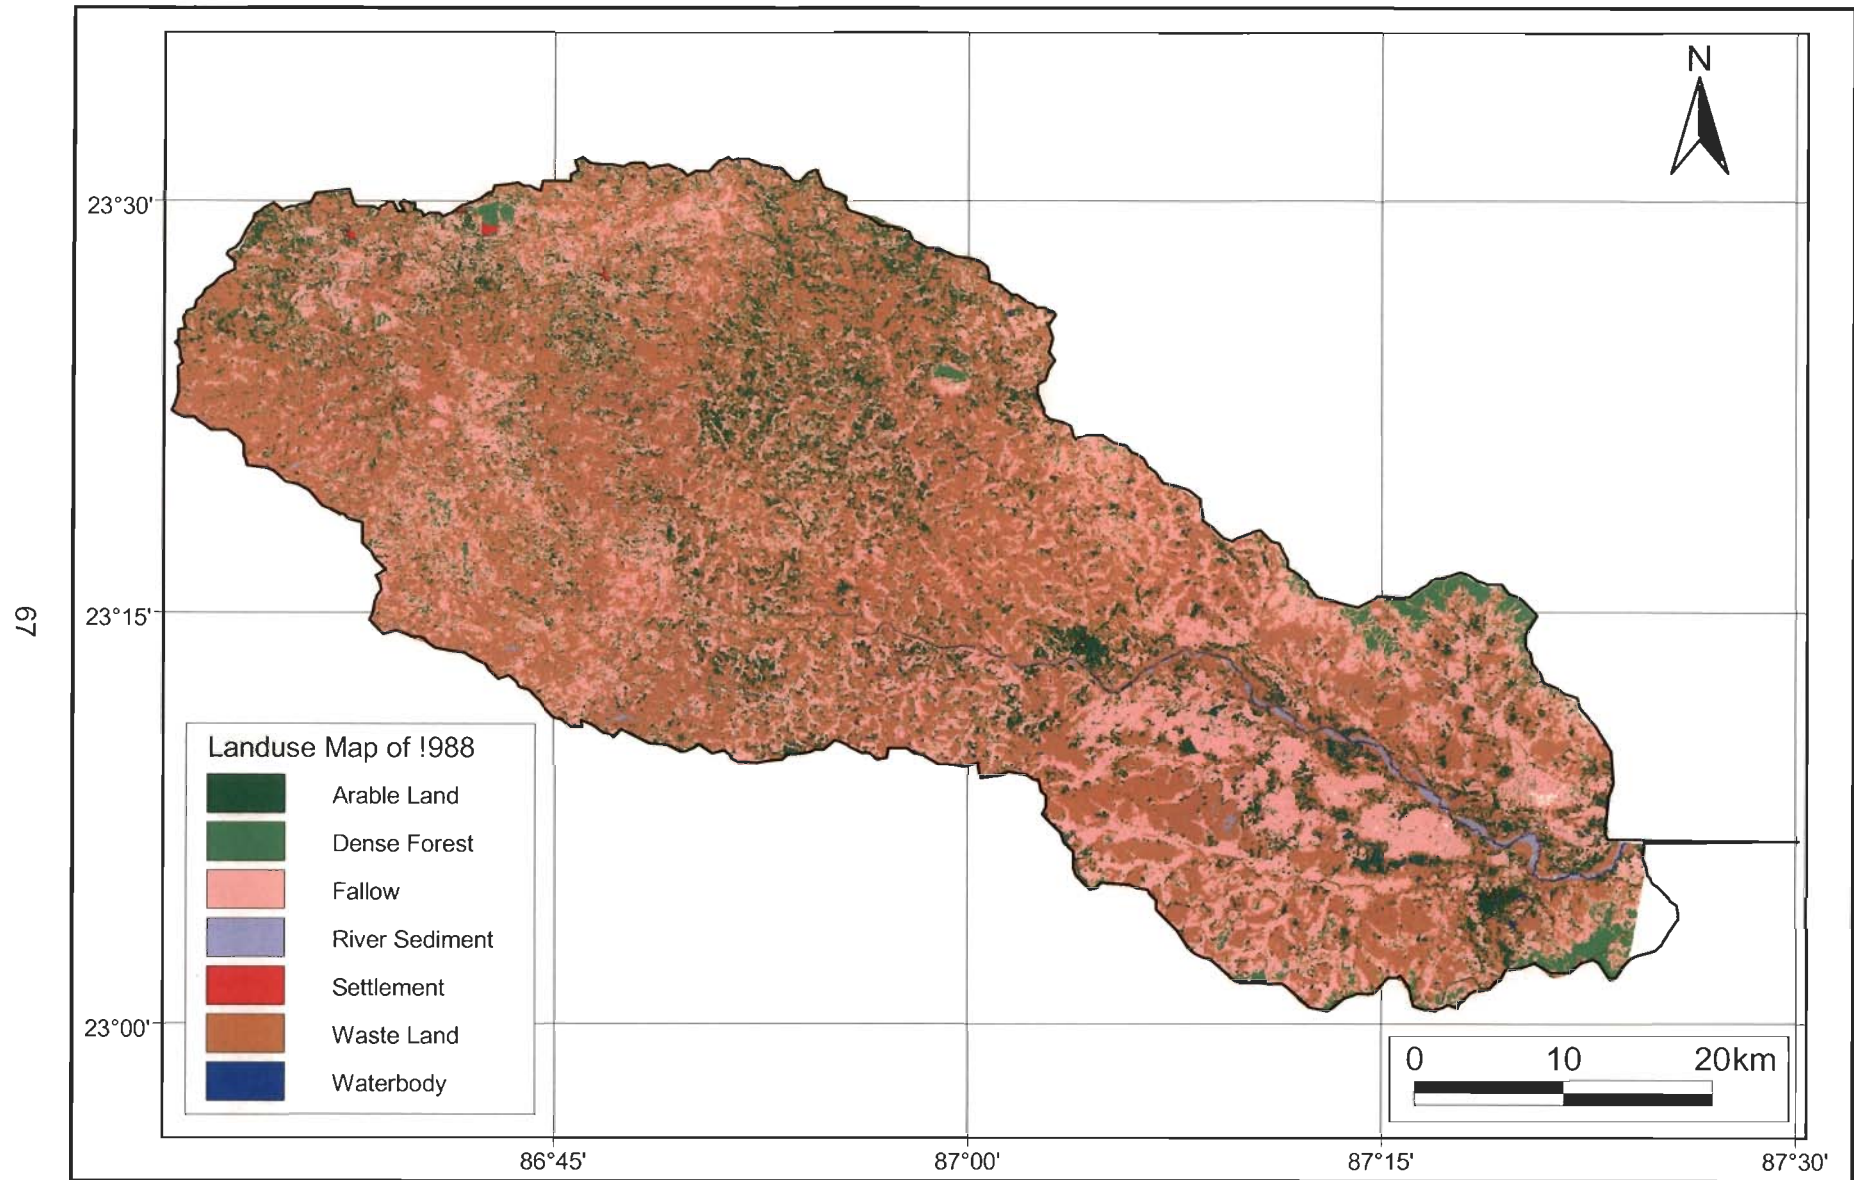 N
23°30'
23°15'
23°00'
67
Landuse Map of !988
Arable Land
Dense Forest
Fallow
River Sediment
Settlement
Waste Land
Waterbody
0 10 20km
86°45' 87°00' 87°15' 87°30'